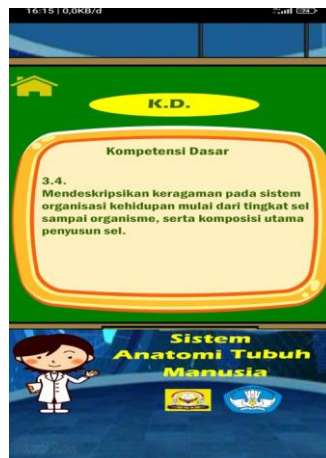 16:15 | 0,0KB/d
K.D.
Kompetensi Dasar
3.4.
Mendeskripsikan keragaman pada sistem
organisasi kehidupan mulai dari tingkat sel
sampai organisme, serta komposisi utama
penyusun sel.
Sistem
Anatomi Tubuh
Manusia